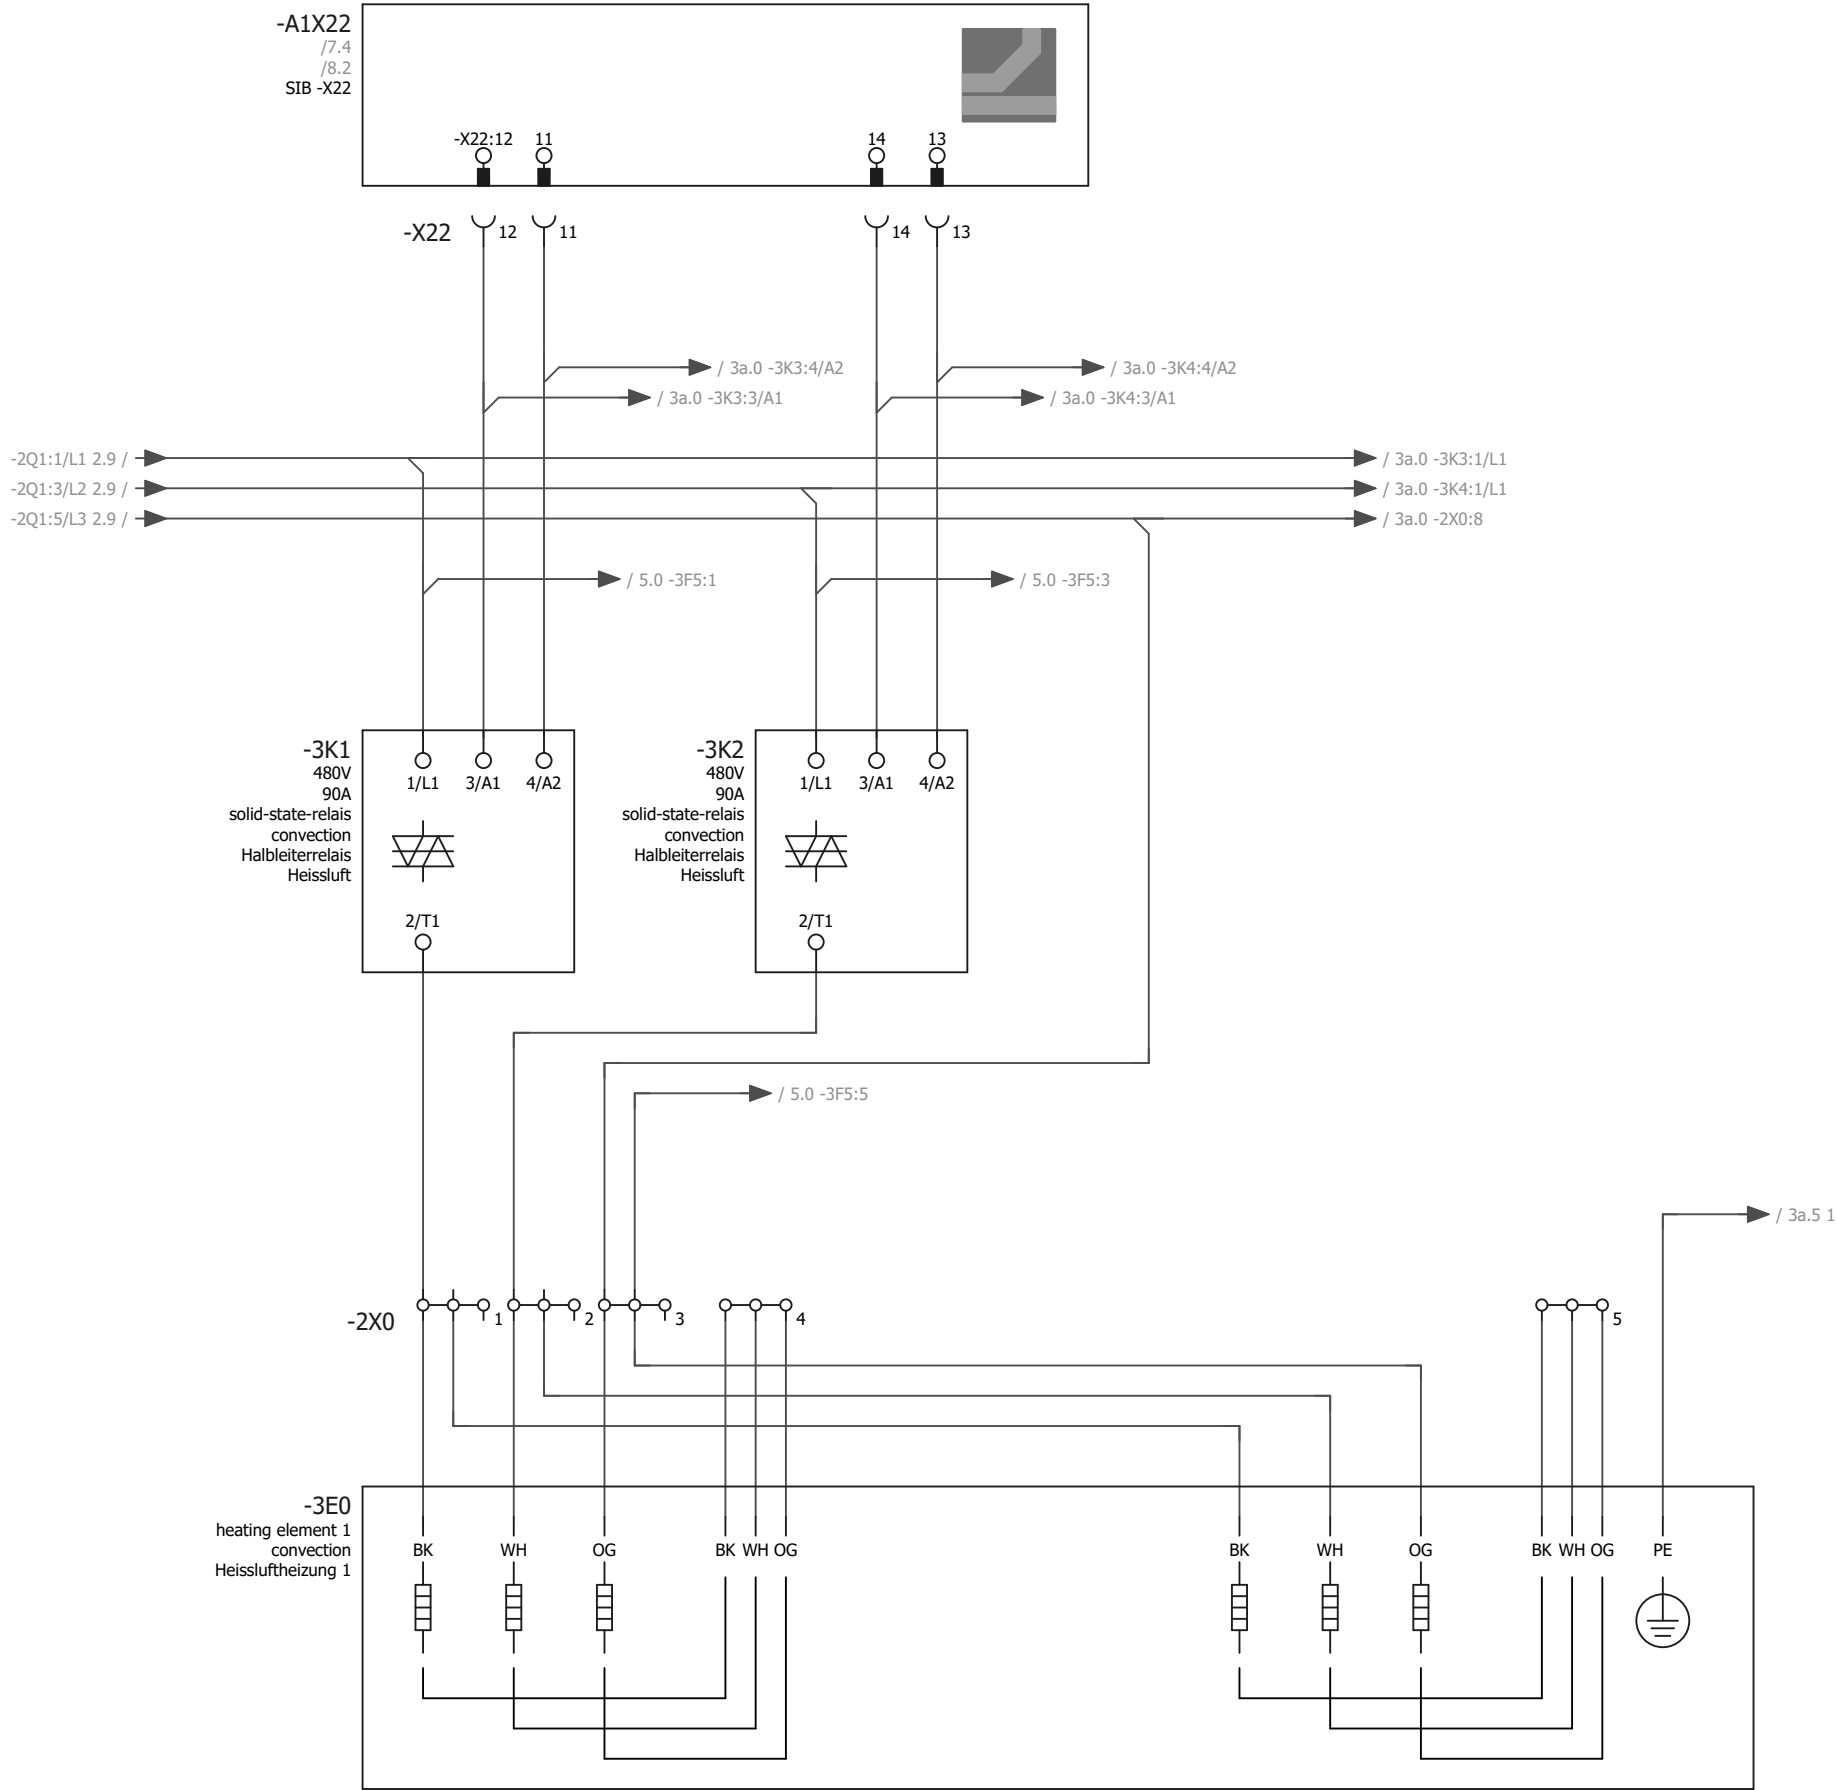 -A1X22
/7.4
/8.2
SIB -X22
-X22:12 11 14 13
-X22 12 11 14 13
/ 3a.0 -3K3:4/A2 / 3a.0 -3K4:4/A2
/ 3a.0 -3K3:3/A1 / 3a.0 -3K4:3/A1
-2Q1:1/L1 2.9 / / 3a.0 -3K3:1/L1
-2Q1:3/L2 2.9 / / 3a.0 -3K4:1/L1
-2Q1:5/L3 2.9 / / 3a.0 -2X0:8
/ 5.0 -3F5:1 / 5.0 -3F5:3
-3K1
480V
90A
solid-state-relais
convection
Halbleiterrelais
Heissluft
1/L1 3/A1 4/A2
2/T1
-3K2
480V
90A
solid-state-relais
convection
Halbleiterrelais
Heissluft
1/L1 3/A1 4/A2
2/T1
/ 5.0 -3F5:5
/ 3a.5 1
-2X0 1 2 3 4 5
-3E0
heating element 1
convection
Heissluftheizung 1
BK WH OG BK WH OG BK WH OG BK WH OG PE